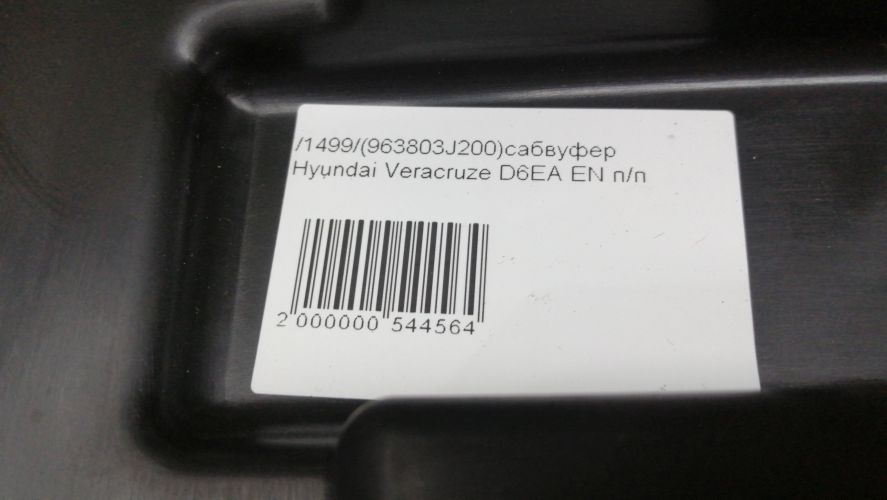 /1499/(963803J200)сабвуфер
Hyundai Veracruze D6EA EN п/п
2 000000 544564